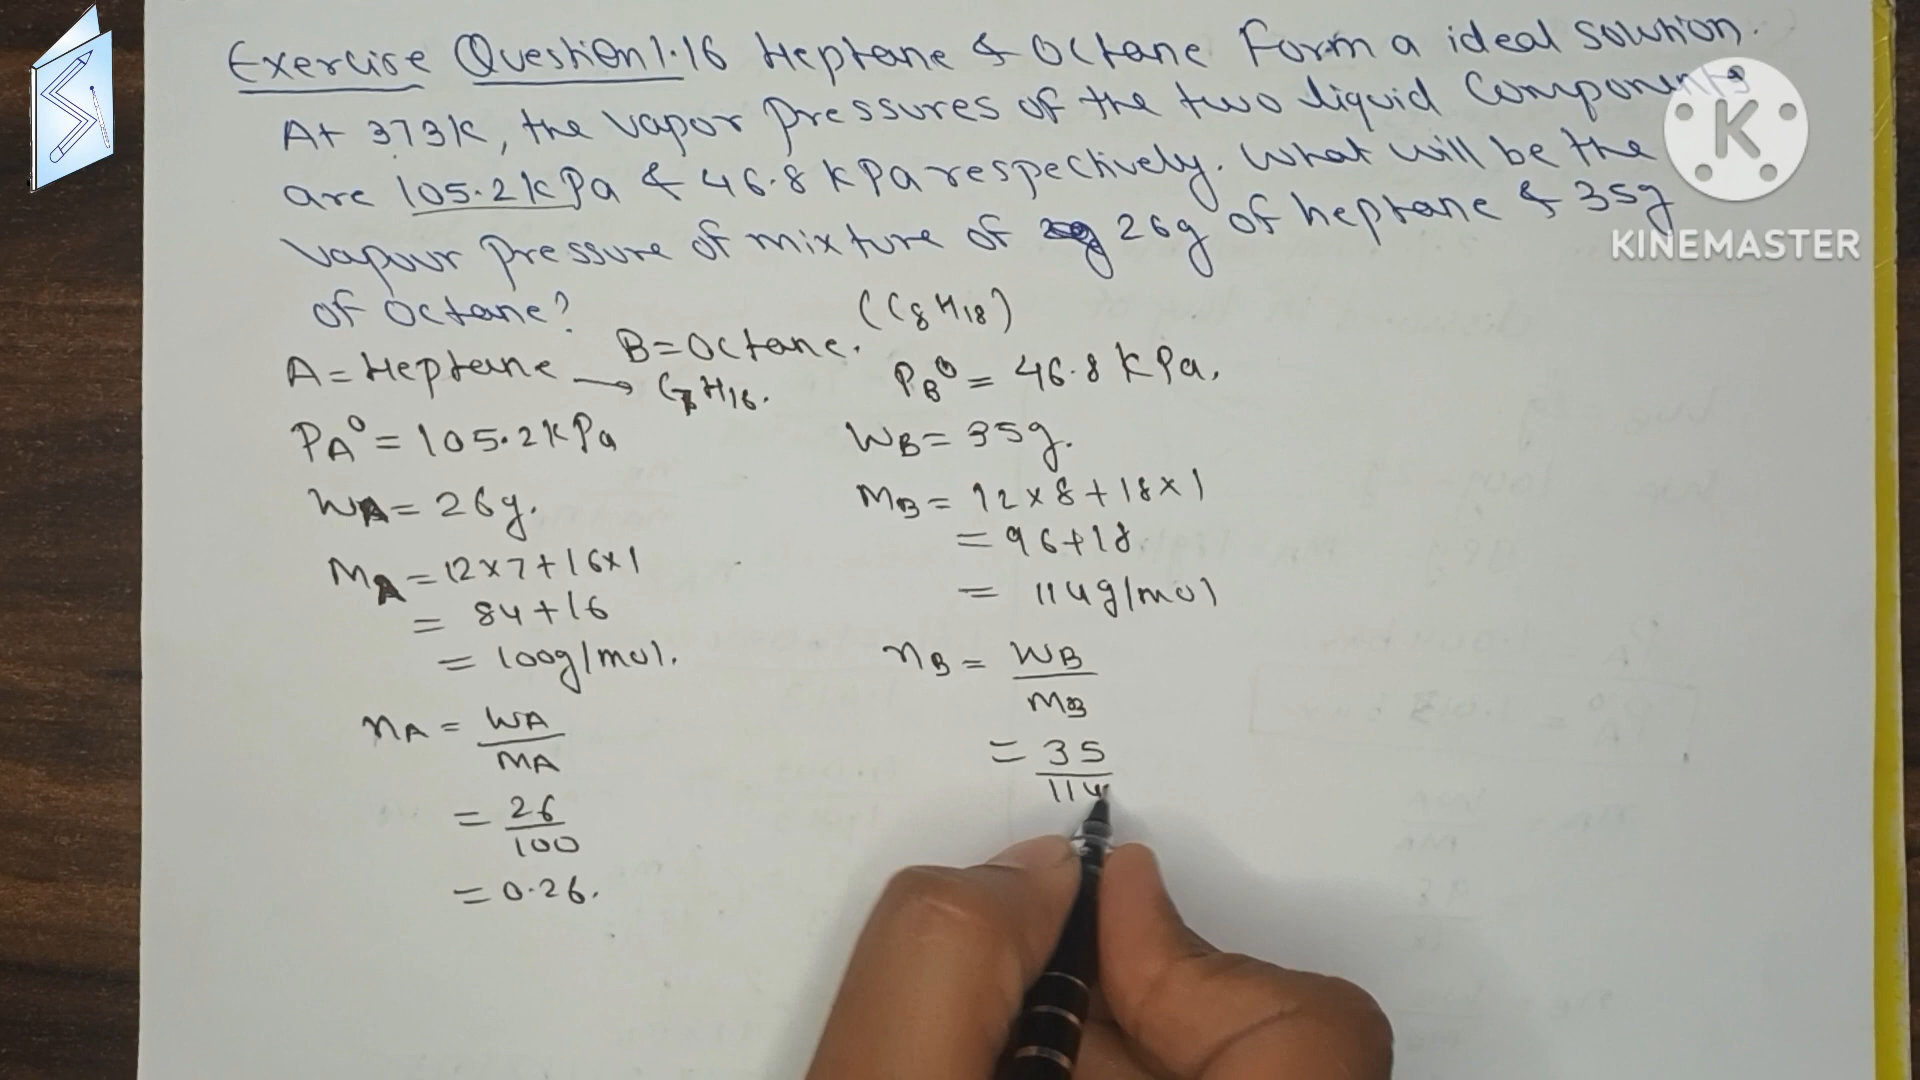 Exercise Question 1.16 Heptane & Octane Form a ideal solution.
At 373K, the vapor pressures of the two liquid Components
are 105.2 kPa & 46.8 kPa respectively. What will be the
vapour pressure of mixture of 26g of heptane & 35g
of Octane?
(C8H18)
A = Heptane → C7H16.
B = Octane.
PA° = 105.2 kPa
PB° = 46.8 kPa,
WA = 26g.
WB = 35g.
MA = 12×7+16×1
= 84+16
= 100g/mol.
MB = 12×8+18×1
= 96+18
= 114g/mol
nA = WA/MA
= 26/100
= 0.26.
nB = WB/MB
= 35/114
K
KINEMASTER